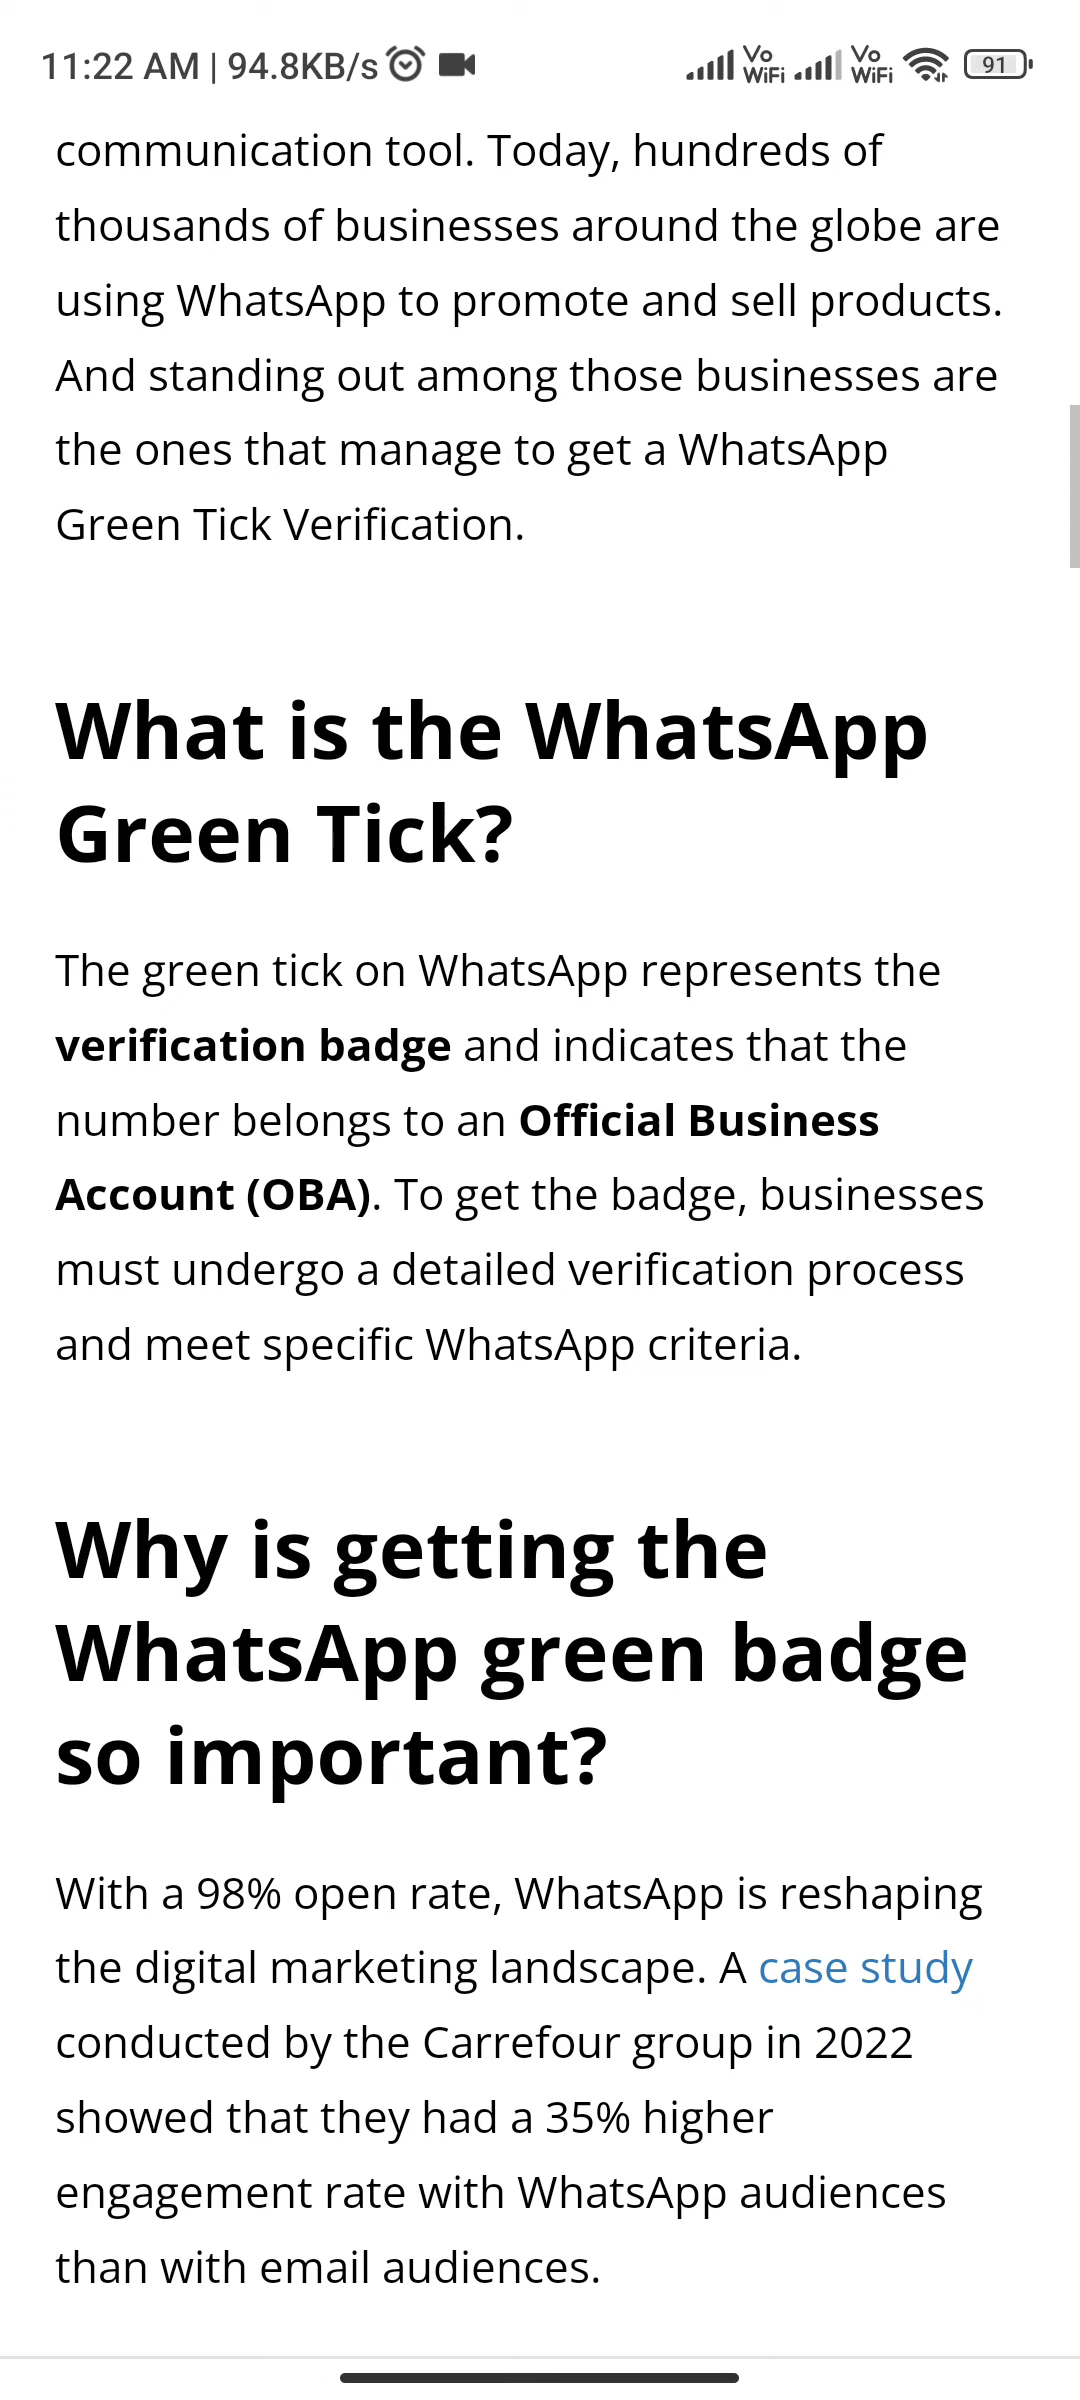 11:22 AM | 94.8KB/s
Vo WiFi Vo WiFi 91
communication tool. Today, hundreds of
thousands of businesses around the globe are
using WhatsApp to promote and sell products.
And standing out among those businesses are
the ones that manage to get a WhatsApp
Green Tick Verification.
What is the WhatsApp
Green Tick?
The green tick on WhatsApp represents the
verification badge and indicates that the
number belongs to an Official Business
Account (OBA). To get the badge, businesses
must undergo a detailed verification process
and meet specific WhatsApp criteria.
Why is getting the
WhatsApp green badge
so important?
With a 98% open rate, WhatsApp is reshaping
the digital marketing landscape. A case study
conducted by the Carrefour group in 2022
showed that they had a 35% higher
engagement rate with WhatsApp audiences
than with email audiences.